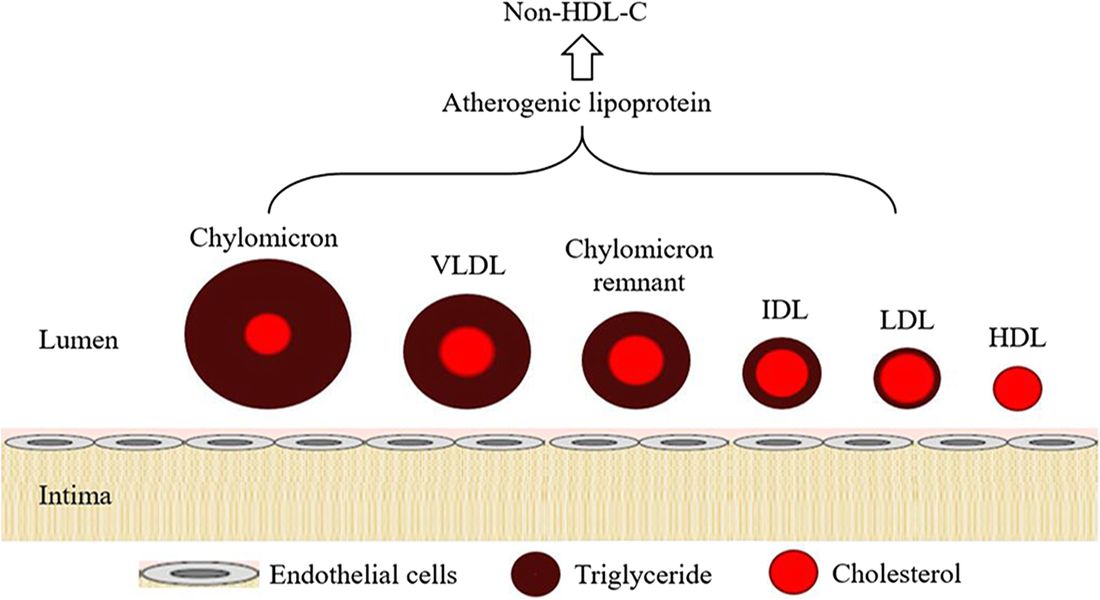 Non-HDL-C
Atherogenic lipoprotein
Chylomicron
VLDL
Chylomicron
remnant
IDL
LDL
HDL
Lumen
Intima
Endothelial cells
Triglyceride
Cholesterol